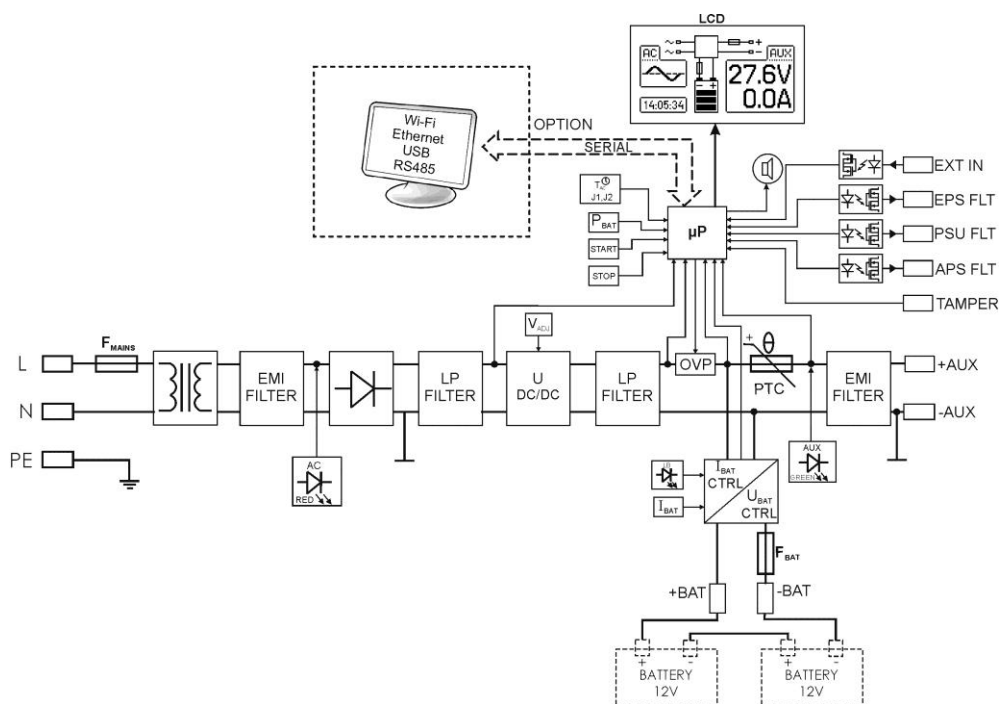 LCD
AC
AUX
27.6V
0.0A
14:05:34
Wi-Fi
Ethernet
USB
RS485
OPTION
SERIAL
J1,J2
PBAT
START
STOP
µP
EXT IN
EPS FLT
PSU FLT
APS FLT
TAMPER
L
FMAINS
N
PE
EMI
FILTER
LP
FILTER
VADJ
U
DC/DC
LP
FILTER
OVP
+ θ
PTC
EMI
FILTER
+AUX
-AUX
AC
RED
AUX
GREEN
IBAT
CTRL
UBAT
CTRL
IBAT
FBAT
+BAT
-BAT
+ -
BATTERY
12V
+ -
BATTERY
12V